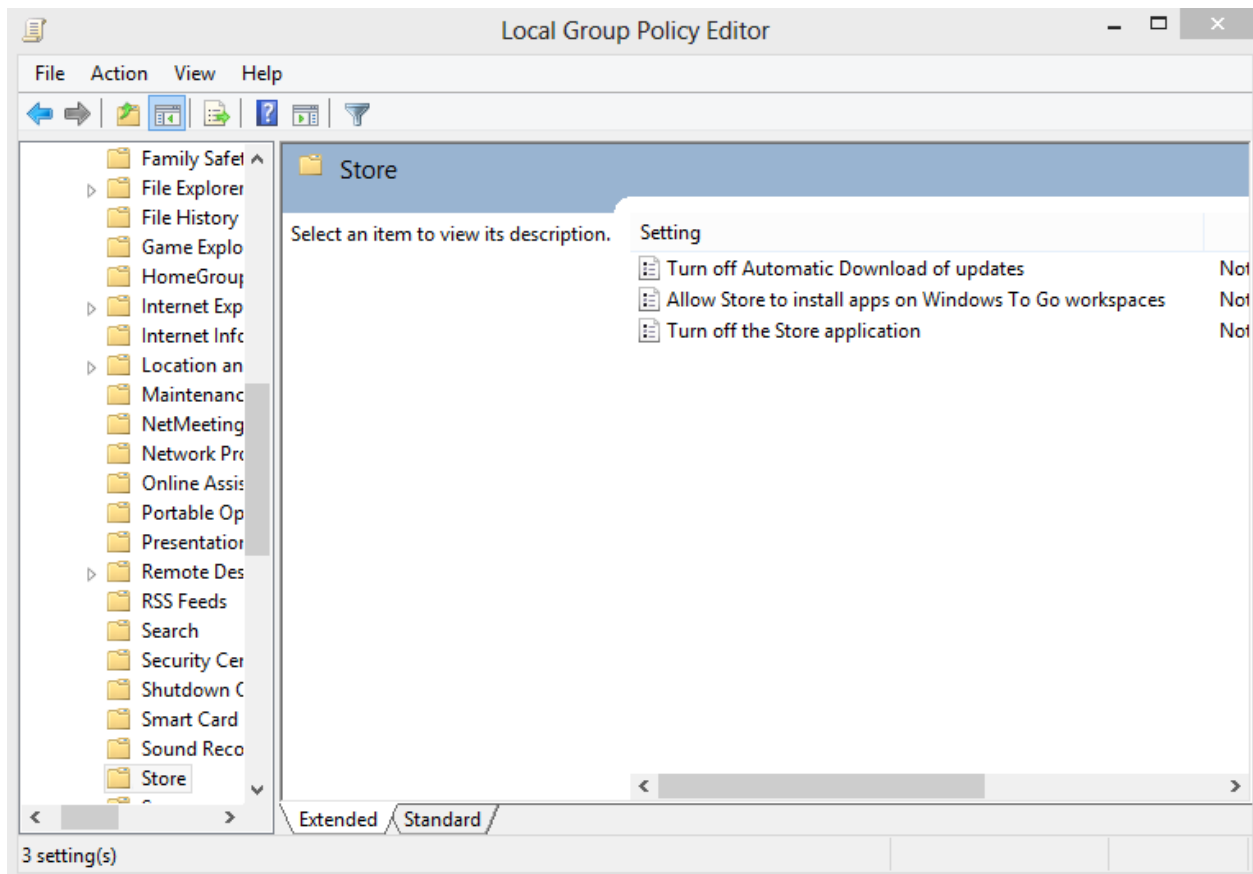 Local Group Policy Editor
File Action View Help
Family Safet
File Explorer
File History
Game Explo
HomeGroup
Internet Exp
Internet Info
Location an
Maintenanc
NetMeeting
Network Pro
Online Assis
Portable Op
Presentation
Remote Des
RSS Feeds
Search
Security Cer
Shutdown O
Smart Card
Sound Reco
Store
Store
Select an item to view its description.
Setting
Turn off Automatic Download of updates Not
Allow Store to install apps on Windows To Go workspaces Not
Turn off the Store application Not
Extended Standard
3 setting(s)